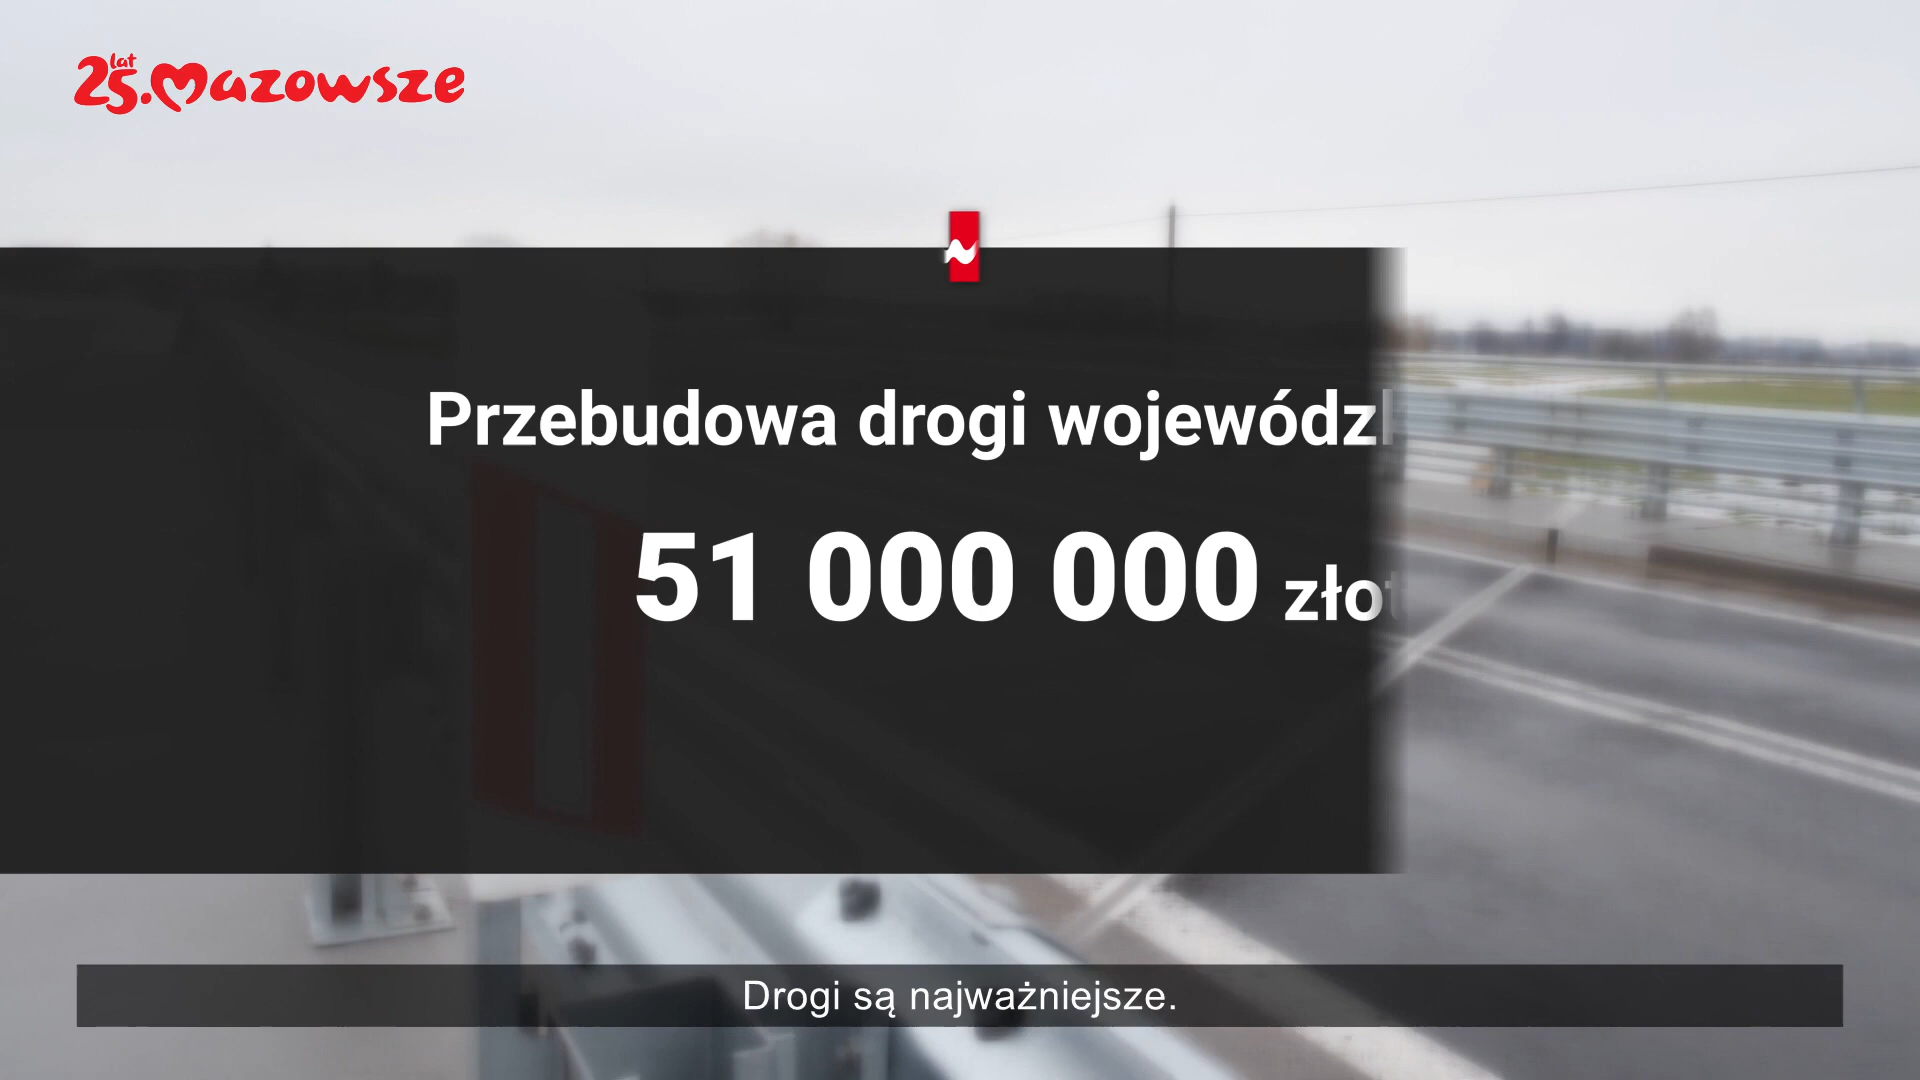 25 lat. Mazowsze
Przebudowa drogi wojewódz
51 000 000 zło
Drogi są najważniejsze.